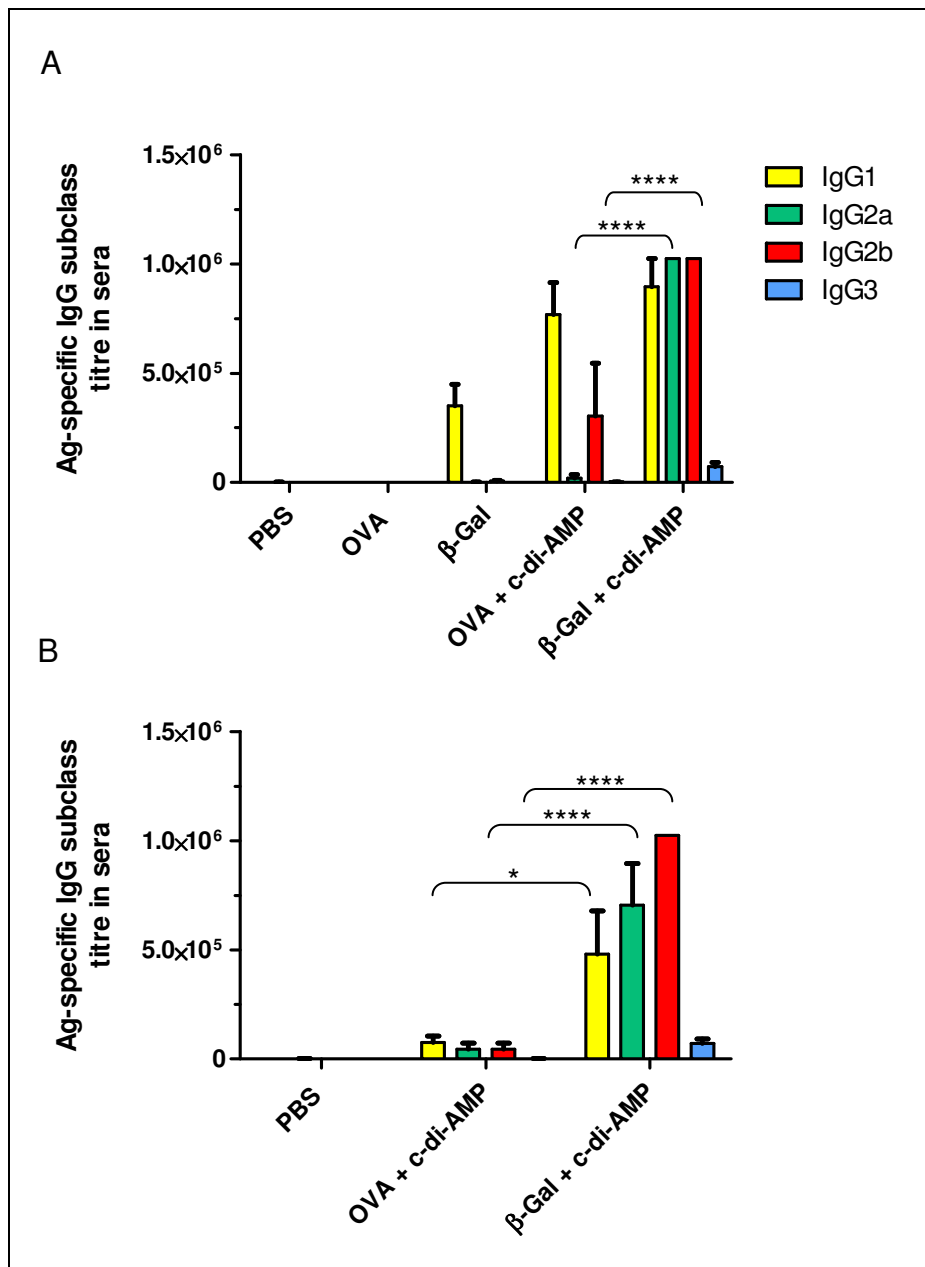 A
Ag-specific IgG subclass
titre in sera
1.5×10⁶
1.0×10⁶
5.0×10⁵
0
****
****
IgG1
IgG2a
IgG2b
IgG3
PBS
OVA
β-Gal
OVA + c-di-AMP
β-Gal + c-di-AMP
B
Ag-specific IgG subclass
titre in sera
1.5×10⁶
1.0×10⁶
5.0×10⁵
0
****
****
*
PBS
OVA + c-di-AMP
β-Gal + c-di-AMP